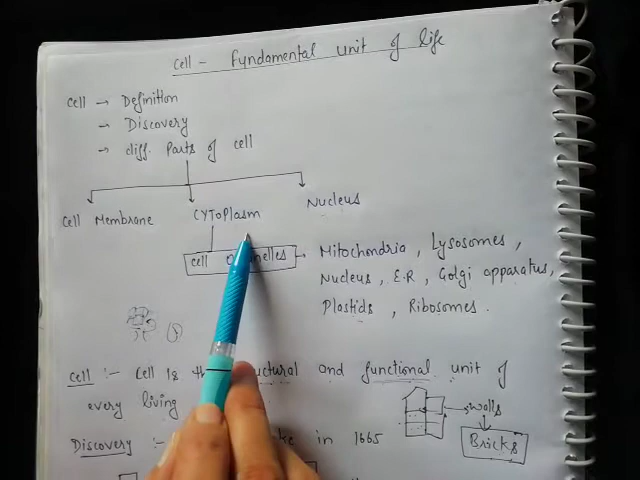 Cell - Fundamental unit of life
Cell → Definition
→ Discovery
→ diff. Parts of cell
Cell Membrane CYToPlasm Nucleus
cell Mitochondria, Lysosomes,
Nucleus, E.R, Golgi apparatus,
Plastids, Ribosomes.
Cell :- Cell is and functional unit of
every living
walls
Discovery :- in 1665
Bricks